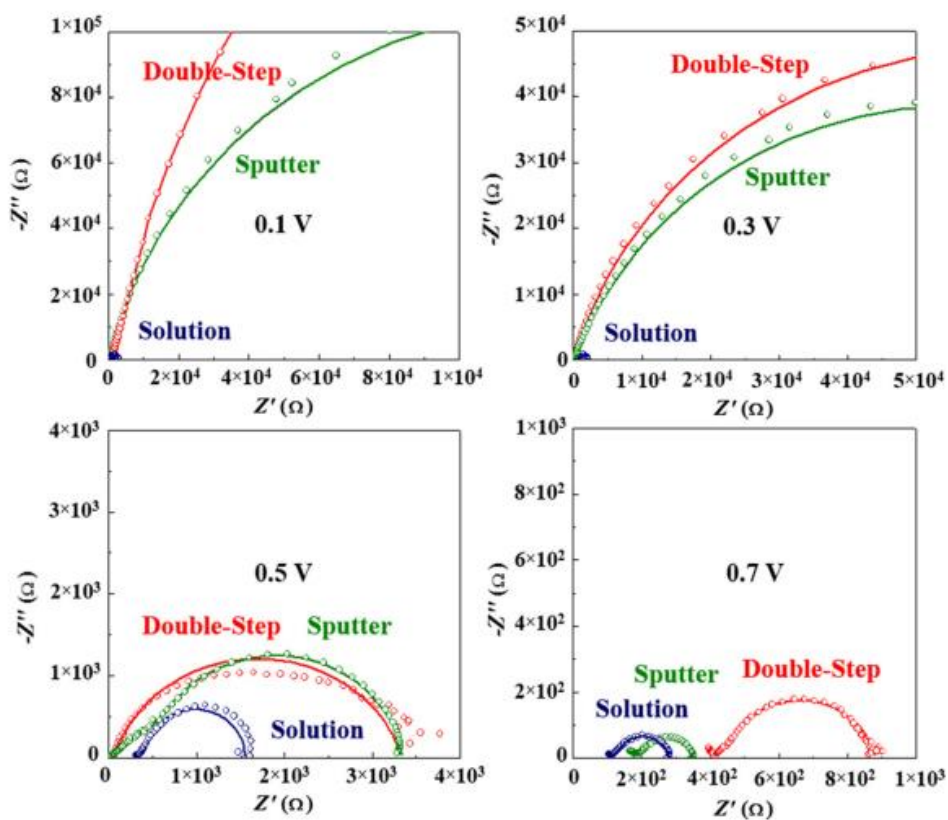 1×10⁵
8×10⁴
6×10⁴
4×10⁴
2×10⁴
0
-Z'' (Ω)
Double-Step
Sputter
0.1 V
Solution
0 2×10⁴ 4×10⁴ 6×10⁴ 8×10⁴ 1×10⁴
Z' (Ω)
5×10⁴
4×10⁴
3×10⁴
2×10⁴
1×10⁴
0
-Z'' (Ω)
Double-Step
Sputter
0.3 V
Solution
0 1×10⁴ 2×10⁴ 3×10⁴ 4×10⁴ 5×10⁴
Z' (Ω)
4×10³
3×10³
2×10³
1×10³
0
-Z'' (Ω)
0.5 V
Double-Step Sputter
Solution
0 1×10³ 2×10³ 3×10³ 4×10³
Z' (Ω)
1×10³
8×10²
6×10²
4×10²
2×10²
0
-Z'' (Ω)
0.7 V
Sputter Double-Step
Solution
0 2×10² 4×10² 6×10² 8×10² 1×10³
Z' (Ω)